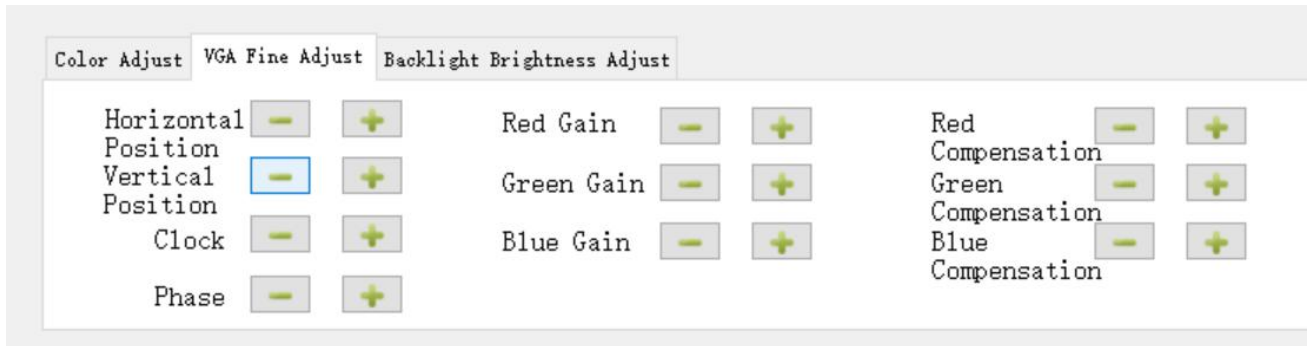 Color Adjust VGA Fine Adjust Backlight Brightness Adjust
Horizontal
Position
Vertical
Position
Clock
Phase
Red Gain
Green Gain
Blue Gain
Red
Compensation
Green
Compensation
Blue
Compensation